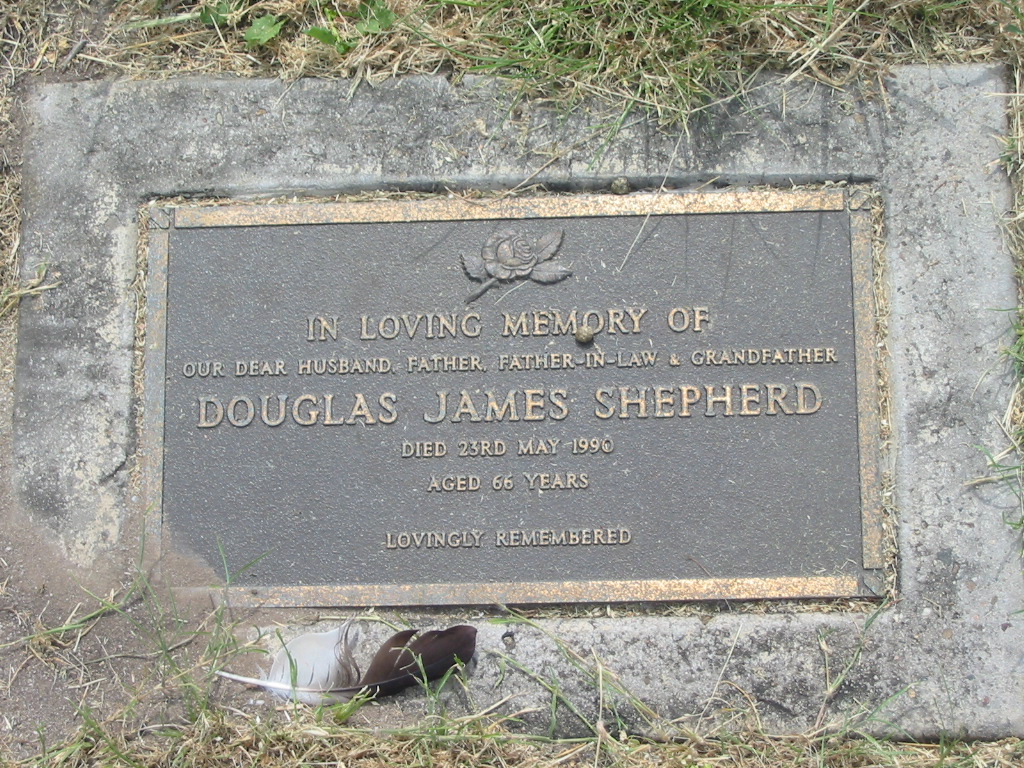 IN LOVING MEMORY OF
OUR DEAR HUSBAND, FATHER, FATHER-IN-LAW & GRANDFATHER
DOUGLAS JAMES SHEPHERD
DIED 23RD MAY 1990
AGED 66 YEARS
LOVINGLY REMEMBERED